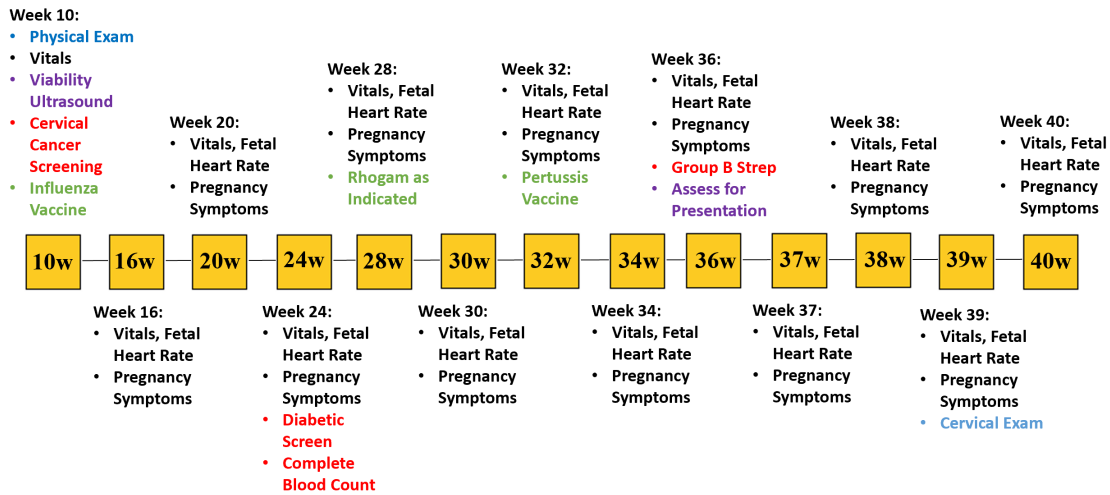 Week 10:
• Physical Exam
• Vitals
• Viability
Ultrasound
• Cervical
Cancer
Screening
• Influenza
Vaccine
Week 20:
• Vitals, Fetal
Heart Rate
• Pregnancy
Symptoms
Week 28:
• Vitals, Fetal
Heart Rate
• Pregnancy
Symptoms
• Rhogam as
Indicated
Week 32:
• Vitals, Fetal
Heart Rate
• Pregnancy
Symptoms
• Pertussis
Vaccine
Week 36:
• Vitals, Fetal
Heart Rate
• Pregnancy
Symptoms
• Group B Strep
• Assess for
Presentation
Week 38:
• Vitals, Fetal
Heart Rate
• Pregnancy
Symptoms
Week 40:
• Vitals, Fetal
Heart Rate
• Pregnancy
Symptoms
10w 16w 20w 24w 28w 30w 32w 34w 36w 37w 38w 39w 40w
Week 16:
• Vitals, Fetal
Heart Rate
• Pregnancy
Symptoms
Week 24:
• Vitals, Fetal
Heart Rate
• Pregnancy
Symptoms
• Diabetic
Screen
• Complete
Blood Count
Week 30:
• Vitals, Fetal
Heart Rate
• Pregnancy
Symptoms
Week 34:
• Vitals, Fetal
Heart Rate
• Pregnancy
Symptoms
Week 37:
• Vitals, Fetal
Heart Rate
• Pregnancy
Symptoms
Week 39:
• Vitals, Fetal
Heart Rate
• Pregnancy
Symptoms
• Cervical Exam